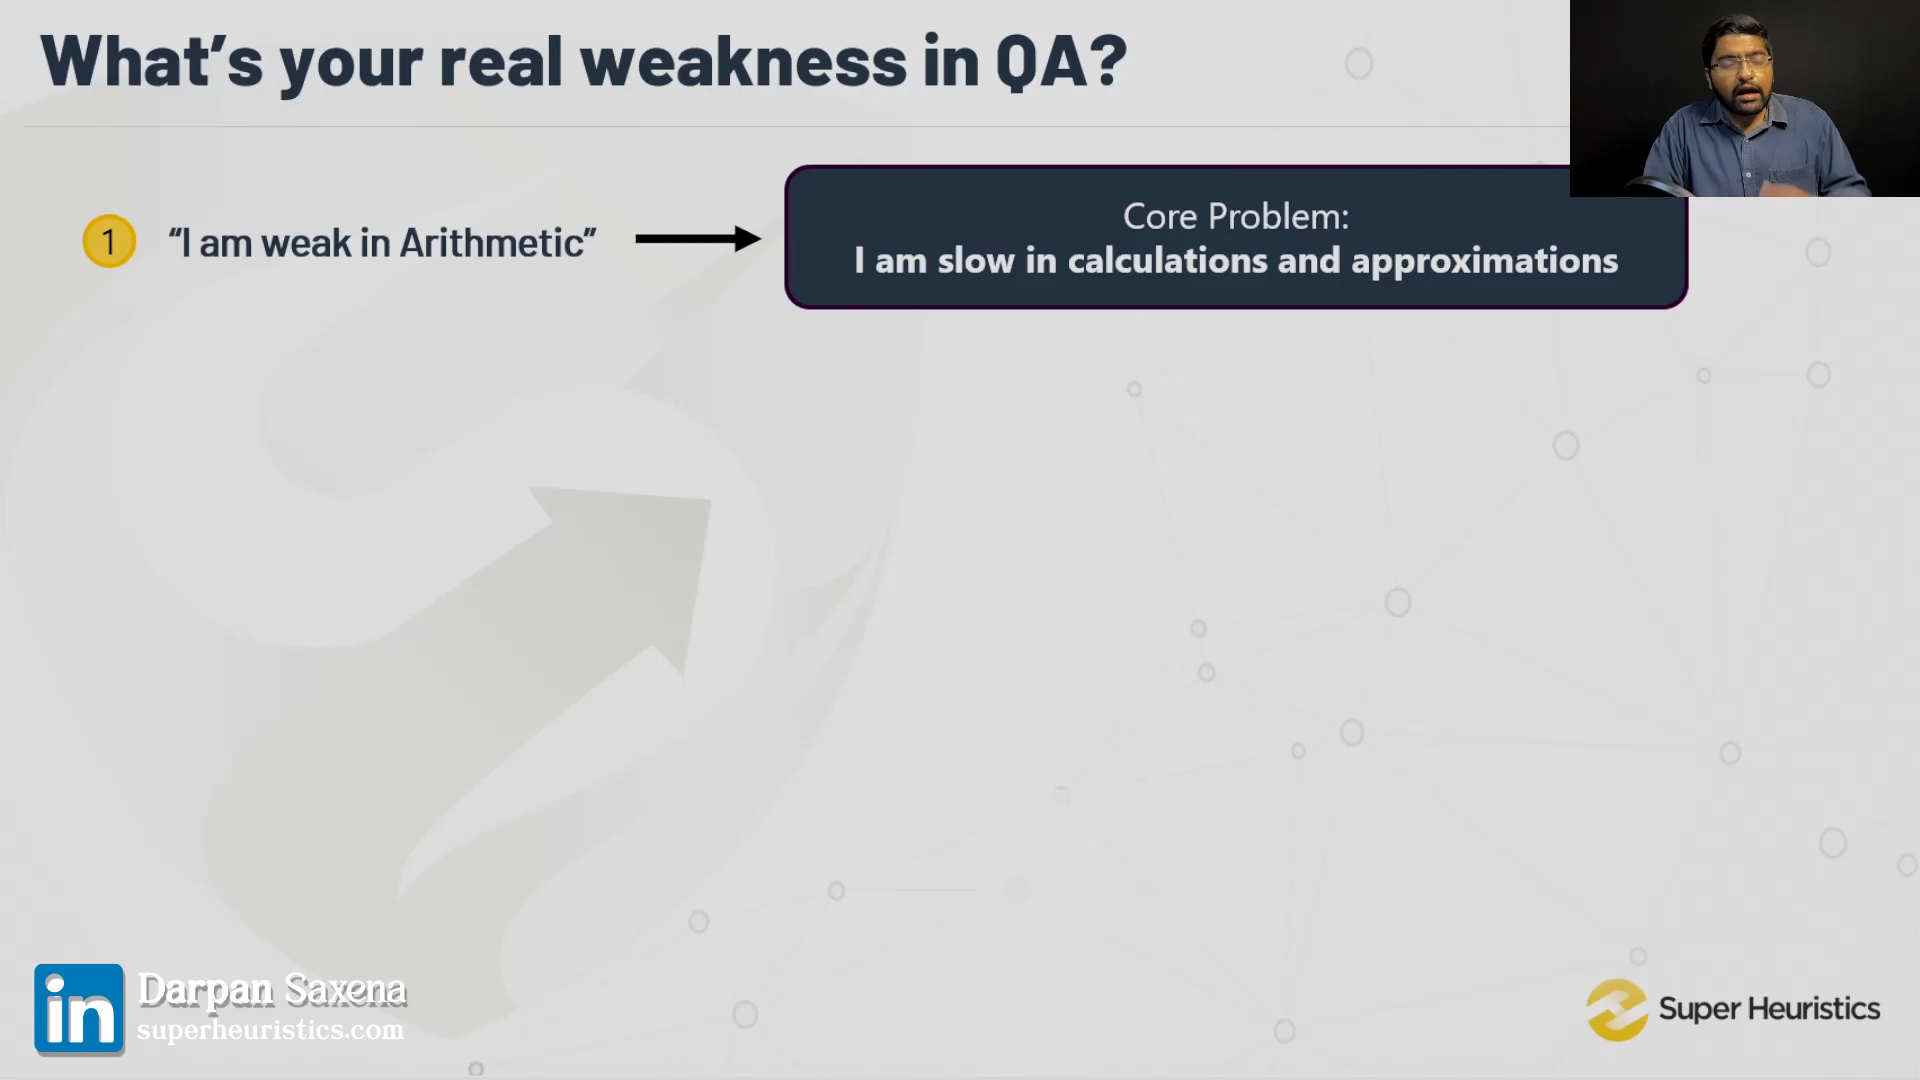 What’s your real weakness in QA?
1 “I am weak in Arithmetic”
Core Problem:
I am slow in calculations and approximations
in Darpan Saxena
superheuristics.com
Super Heuristics